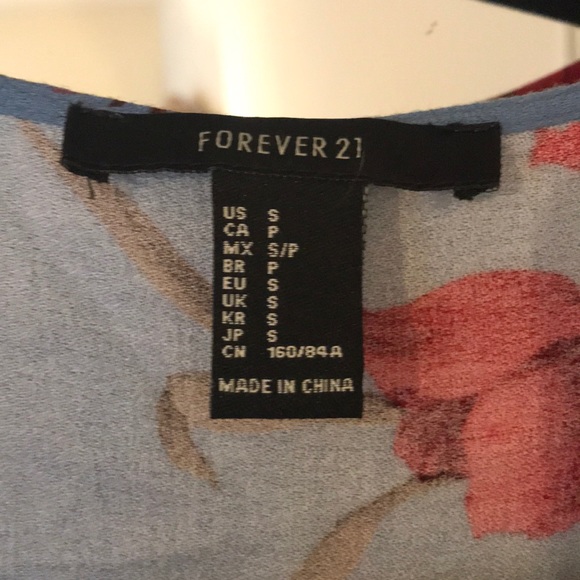 FOREVER 21
US S
CA P
MX S/P
BR P
EU S
UK S
KR S
JP S
CN 160/84A
MADE IN CHINA